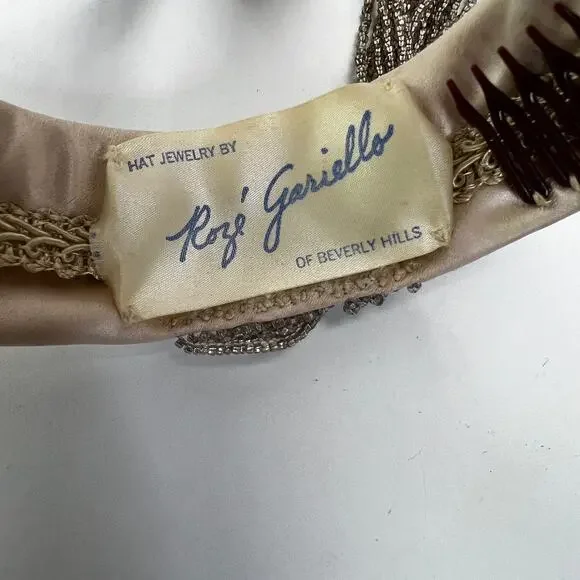 HAT JEWELRY BY
Rozé Gariello
OF BEVERLY HILLS